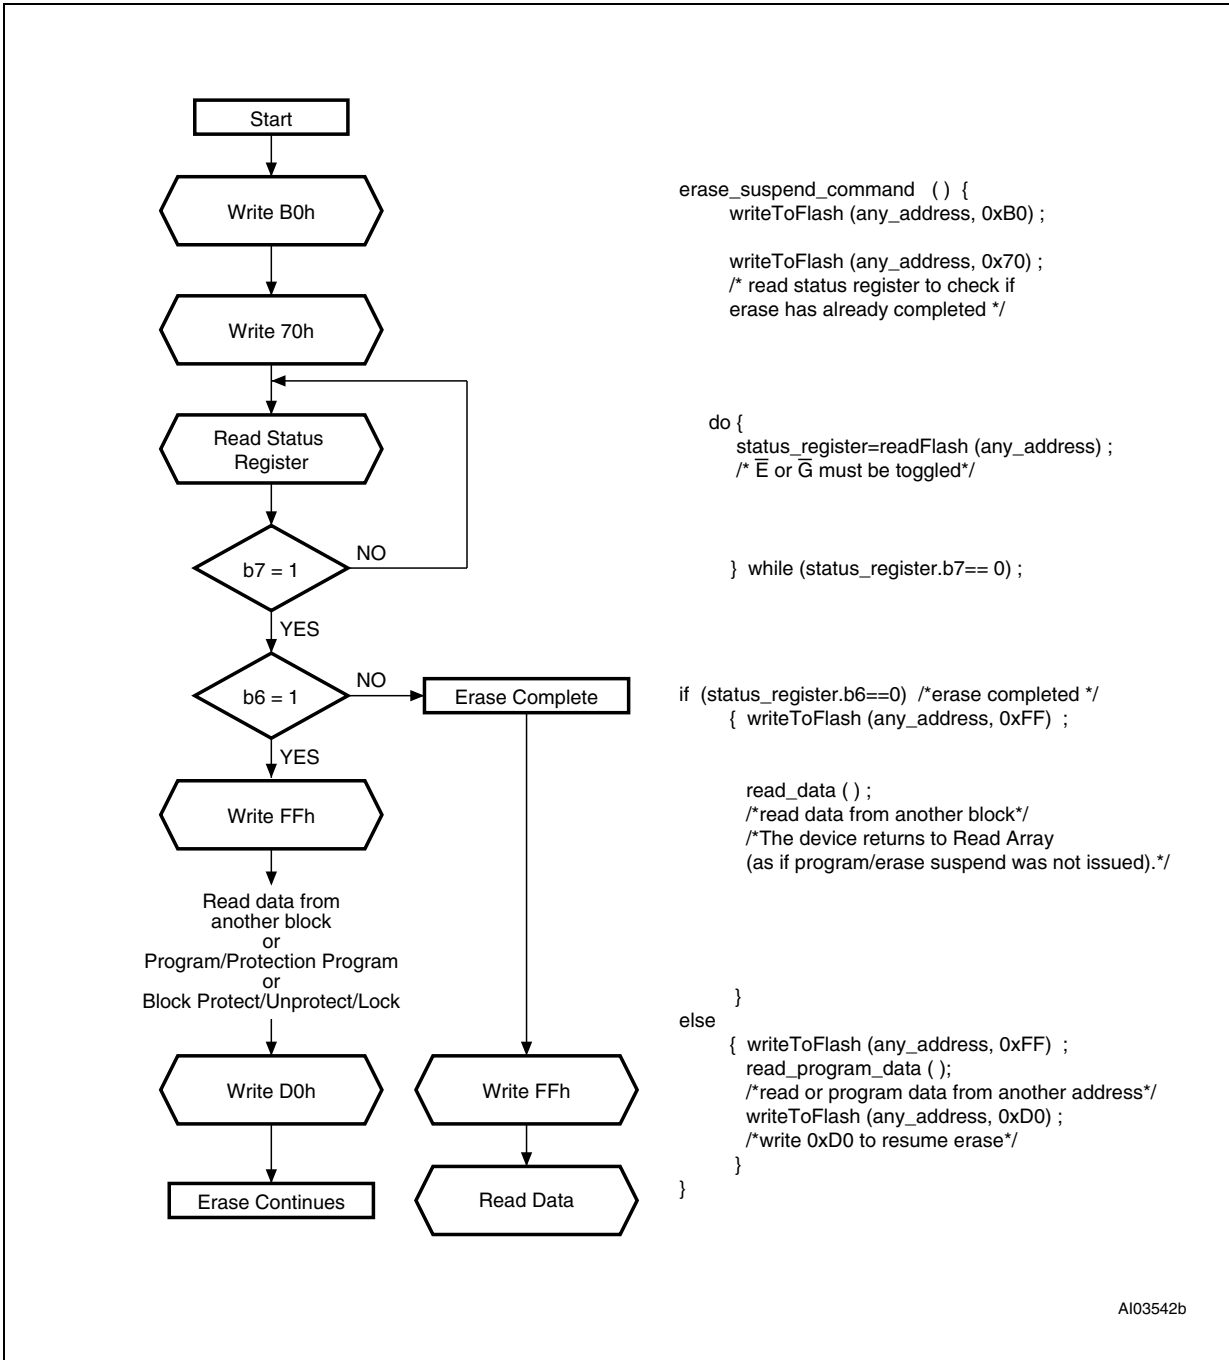 Start
Write B0h
Write 70h
Read Status
Register
b7 = 1
NO
YES
b6 = 1
NO
Erase Complete
YES
Write FFh
Read data from
another block
or
Program/Protection Program
or
Block Protect/Unprotect/Lock
Write D0h
Write FFh
Erase Continues
Read Data
erase_suspend_command ( ) {
writeToFlash (any_address, 0xB0) ;
writeToFlash (any_address, 0x70) ;
/* read status register to check if
erase has already completed */
do {
status_register=readFlash (any_address) ;
/* E̅ or G̅ must be toggled*/
} while (status_register.b7== 0) ;
if (status_register.b6==0) /*erase completed */
{ writeToFlash (any_address, 0xFF) ;
read_data ( ) ;
/*read data from another block*/
/*The device returns to Read Array
(as if program/erase suspend was not issued).*/
}
else
{ writeToFlash (any_address, 0xFF) ;
read_program_data ( );
/*read or program data from another address*/
writeToFlash (any_address, 0xD0) ;
/*write 0xD0 to resume erase*/
}
}
AI03542b